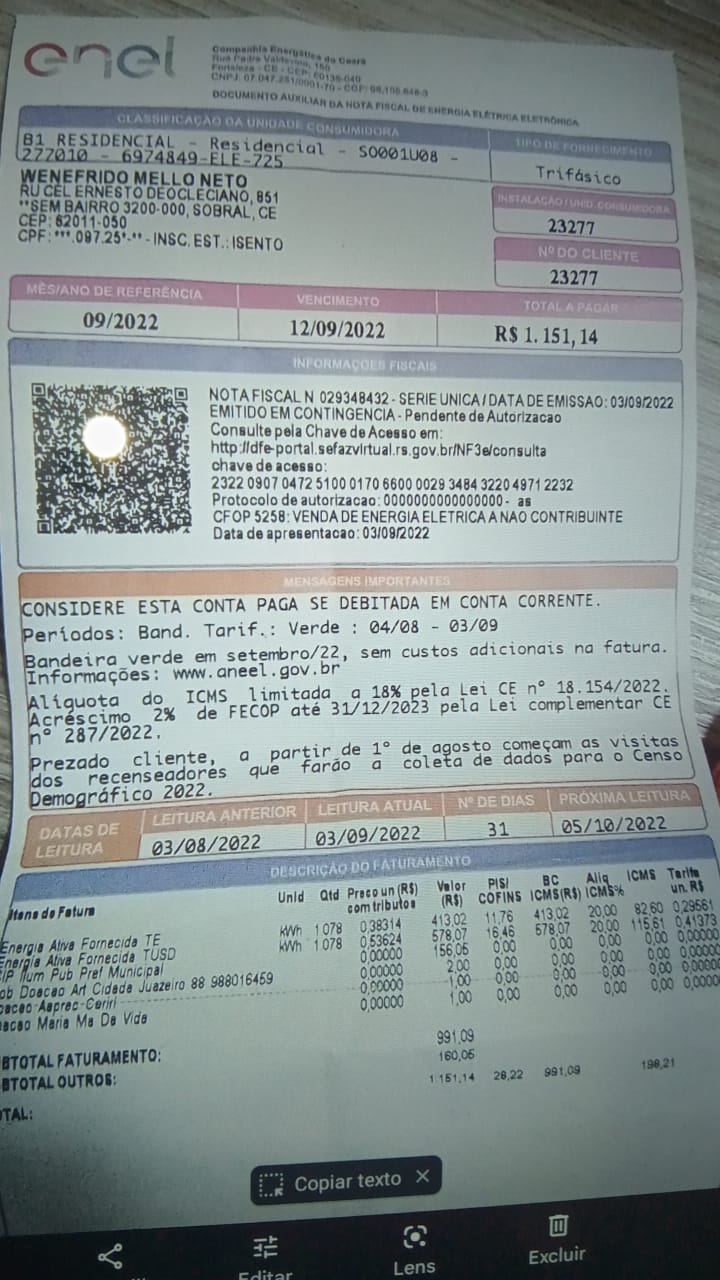 enel
Companhia Energética do Ceará
Rua Padre Valdevino, 150
Fortaleza - CE - CEP: 60135-040
CNPJ: 07.047.251/0001-70 - CGF: 06.105.848-3
DOCUMENTO AUXILIAR DA NOTA FISCAL DE ENERGIA ELÉTRICA ELETRÔNICA
CLASSIFICAÇÃO DA UNIDADE CONSUMIDORA
B1 RESIDENCIAL - Residencial - SO001U08 -
277010 - 6974849-ELE-725
TIPO DE FORNECIMENTO
Trifásico
WENEFRIDO MELLO NETO
RU CEL ERNESTO DEOCLECIANO, 851
**SEM BAIRRO 3200-000, SOBRAL, CE
CEP: 62011-050
CPF: ***.097.25*-** - INSC. EST.: ISENTO
INSTALAÇÃO / UNID. CONSUMIDORA
23277
Nº DO CLIENTE
23277
MÊS/ANO DE REFERÊNCIA VENCIMENTO TOTAL A PAGAR
09/2022 12/09/2022 R$ 1.151,14
INFORMAÇÕES FISCAIS
NOTA FISCAL N 029348432 - SERIE UNICA / DATA DE EMISSAO: 03/09/2022
EMITIDO EM CONTINGENCIA - Pendente de Autorizacao
Consulte pela Chave de Acesso em:
http://dfe-portal.sefazvirtual.rs.gov.br/NF3e/consulta
chave de acesso:
2322 0907 0472 5100 0170 6600 0029 3484 3220 4971 2232
Protocolo de autorizacao: 0000000000000000 - as
CFOP 5258: VENDA DE ENERGIA ELETRICA A NAO CONTRIBUINTE
Data de apresentacao: 03/09/2022
MENSAGENS IMPORTANTES
CONSIDERE ESTA CONTA PAGA SE DEBITADA EM CONTA CORRENTE.
Períodos: Band. Tarif.: Verde : 04/08 - 03/09
Bandeira verde em setembro/22, sem custos adicionais na fatura.
Informações: www.aneel.gov.br
Alíquota do ICMS limitada a 18% pela Lei CE nº 18.154/2022.
Acréscimo 2% de FECOP até 31/12/2023 pela Lei complementar CE
nº 287/2022.
Prezado cliente, a partir de 1º de agosto começam as visitas
dos recenseadores que farão a coleta de dados para o Censo
Demográfico 2022.
DATAS DE LEITURA LEITURA ANTERIOR LEITURA ATUAL Nº DE DIAS PRÓXIMA LEITURA
03/08/2022 03/09/2022 31 05/10/2022
DESCRIÇÃO DO FATURAMENTO
Itens de Fatura Unid Qtd Preco un (R$) com tributos Valor (R$) PIS/ COFINS BC ICMS(R$) Aliq ICMS% ICMS Tarifa un. R$
Energia Ativa Fornecida TE kWh 1.078 0,38314 413,02 11,76 413,02 20,00 82,60 0,29561
Energia Ativa Fornecida TUSD kWh 1.078 0,53624 578,07 16,46 578,07 20,00 115,61 0,41373
CIP Ilum Pub Pref Municipal 0,00000 156,05 0,00 0,00 0,00 0,00 0,00000
ob Doacao Art Cidade Juazeiro 88 988016459 0,00000 2,00 0,00 0,00 0,00 0,00 0,00000
oacao Aaprec-Cariri 0,00000 1,00 0,00 0,00 0,00 0,00 0,00000
oacao Maria Ma De Vida 0,00000 1,00 0,00 0,00 0,00 0,00 0,0000
BTOTAL FATURAMENTO: 991,09
BTOTAL OUTROS: 160,05
OTAL: 1.151,14 28,22 991,09 198,21
Copiar texto
Editar
Lens
Excluir